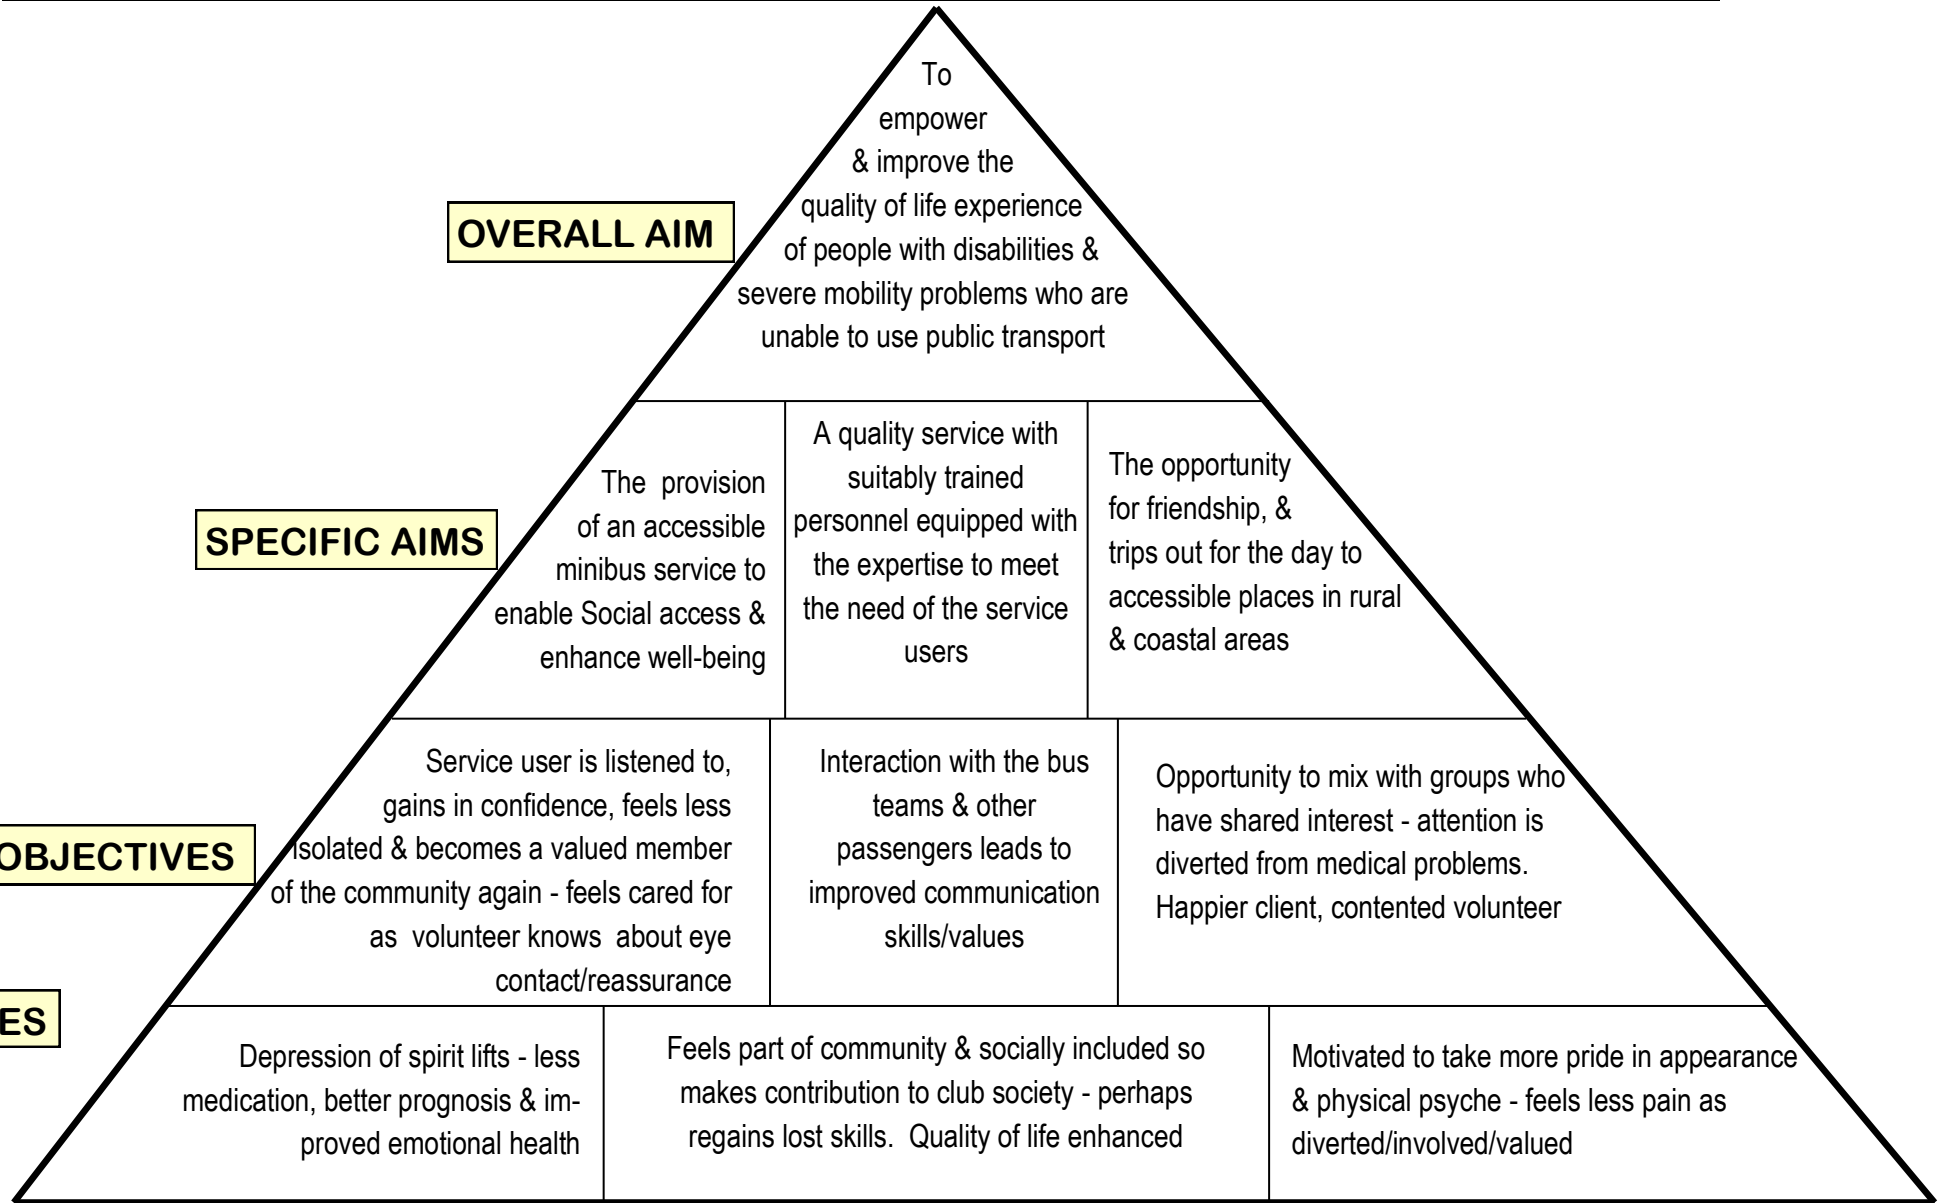 To
empower
& improve the
quality of life experience
of people with disabilities &
severe mobility problems who are
unable to use public transport
OVERALL AIM
SPECIFIC AIMS
The provision
of an accessible
minibus service to
enable Social access &
enhance well-being
A quality service with
suitably trained
personnel equipped with
the expertise to meet
the need of the service
users
The opportunity
for friendship, &
trips out for the day to
accessible places in rural
& coastal areas
OBJECTIVES
Service user is listened to,
gains in confidence, feels less
isolated & becomes a valued member
of the community again - feels cared for
as volunteer knows about eye
contact/reassurance
Interaction with the bus
teams & other
passengers leads to
improved communication
skills/values
Opportunity to mix with groups who
have shared interest - attention is
diverted from medical problems.
Happier client, contented volunteer
ES
Depression of spirit lifts - less
medication, better prognosis & im-
proved emotional health
Feels part of community & socially included so
makes contribution to club society - perhaps
regains lost skills. Quality of life enhanced
Motivated to take more pride in appearance
& physical psyche - feels less pain as
diverted/involved/valued